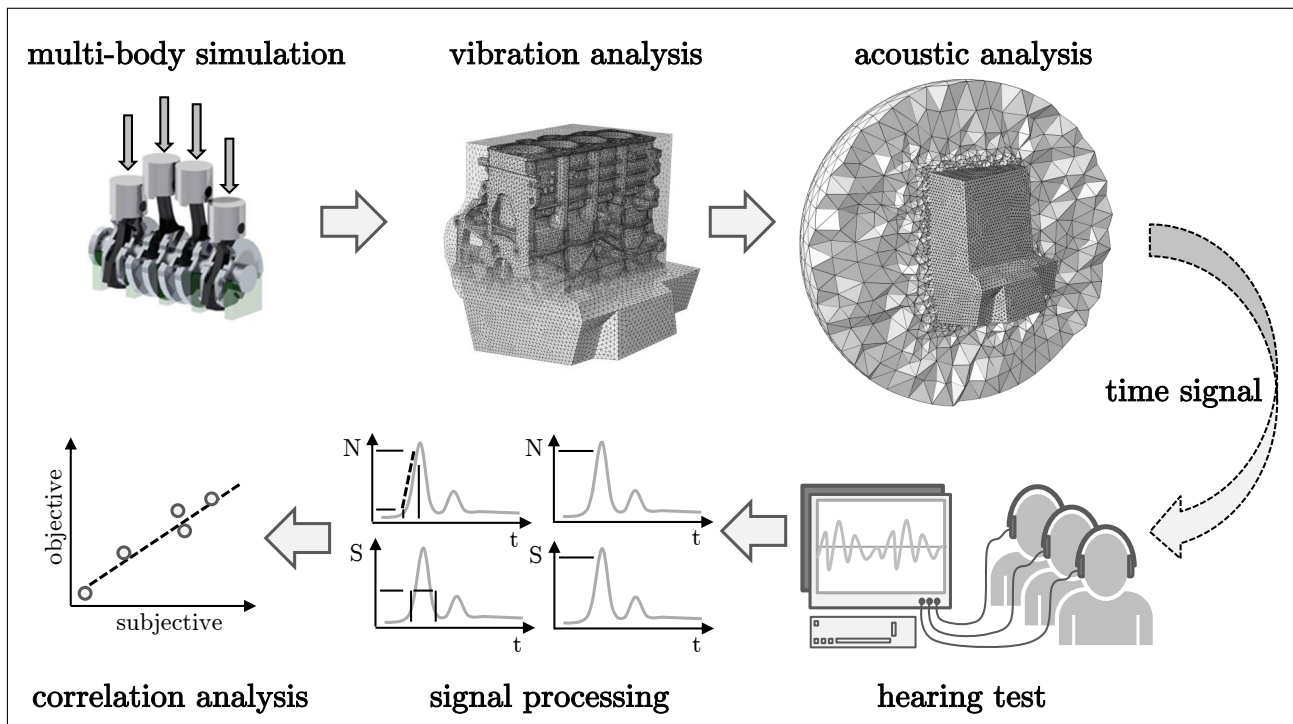 multi-body simulation
vibration analysis
acoustic analysis
time signal
objective
subjective
N
t
S
t
N
t
S
t
correlation analysis
signal processing
hearing test